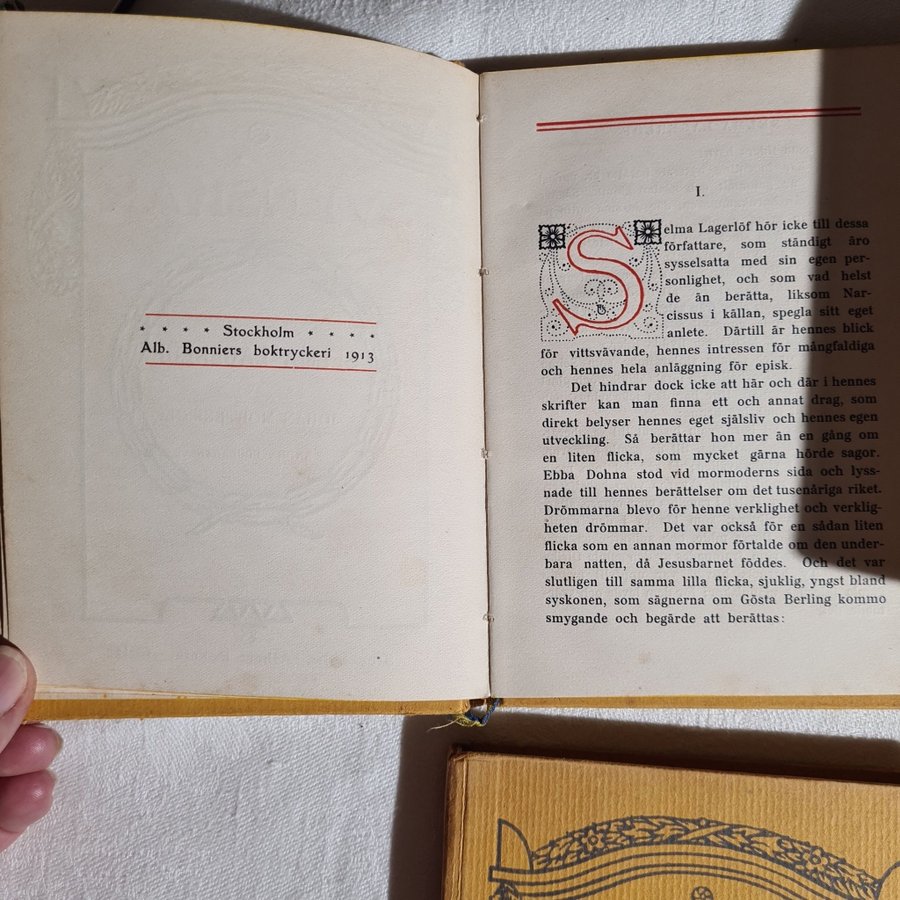 * * * * Stockholm * * * *
Alb. Bonniers boktryckeri 1913
I.
Selma Lagerlöf hör icke till dessa
författare, som ständigt äro
sysselsatta med sin egen per-
sonlighet, och som vad helst
de än berätta, liksom Nar-
cissus i källan, spegla sitt eget
anlete. Därtill är hennes blick
för vittsvävande, hennes intressen för mångfaldiga
och hennes hela anläggning för episk.
Det hindrar dock icke att här och där i hennes
skrifter kan man finna ett och annat drag, som
direkt belyser hennes eget själsliv och hennes egen
utveckling. Så berättar hon mer än en gång om
en liten flicka, som mycket gärna hörde sagor.
Ebba Dohna stod vid mormoderns sida och lyss-
nade till hennes berättelser om det tusenåriga riket.
Drömmarna blevo för henne verklighet och verklig-
heten drömmar. Det var också för en sådan liten
flicka som en annan mormor förtalde om den under-
bara natten, då Jesusbarnet föddes. Och det var
slutligen till samma lilla flicka, sjuklig, yngst bland
syskonen, som sägnerna om Gösta Berling kommo
smygande och begärde att berättas: